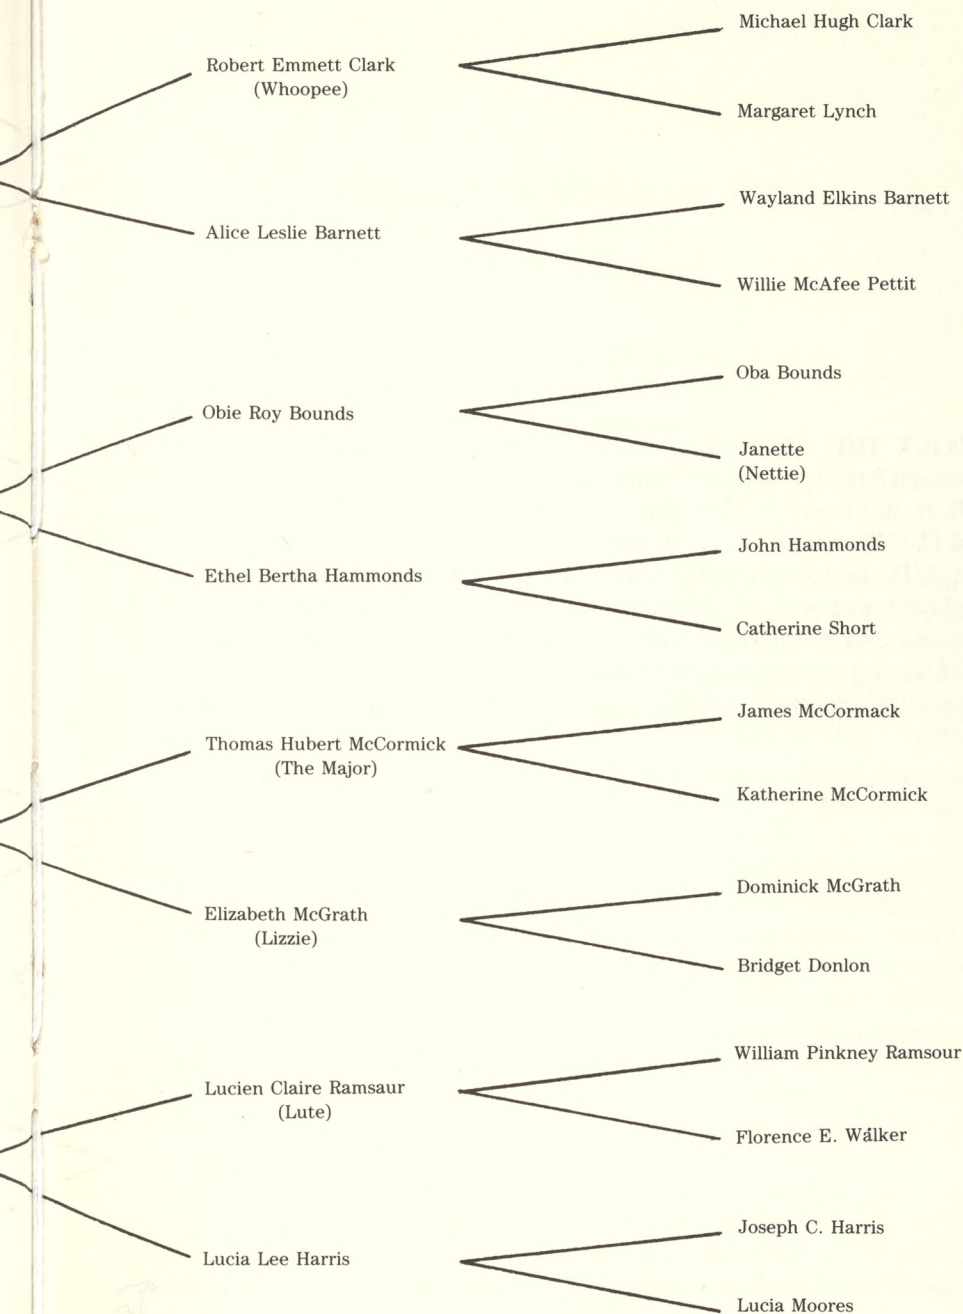 Michael Hugh Clark
Robert Emmett Clark
(Whoopee)
Margaret Lynch
Wayland Elkins Barnett
Alice Leslie Barnett
Willie McAfee Pettit
Oba Bounds
Obie Roy Bounds
Janette
(Nettie)
John Hammonds
Ethel Bertha Hammonds
Catherine Short
James McCormack
Thomas Hubert McCormick
(The Major)
Katherine McCormick
Dominick McGrath
Elizabeth McGrath
(Lizzie)
Bridget Donlon
William Pinkney Ramsour
Lucien Claire Ramsaur
(Lute)
Florence E. Walker
Joseph C. Harris
Lucia Lee Harris
Lucia Moores